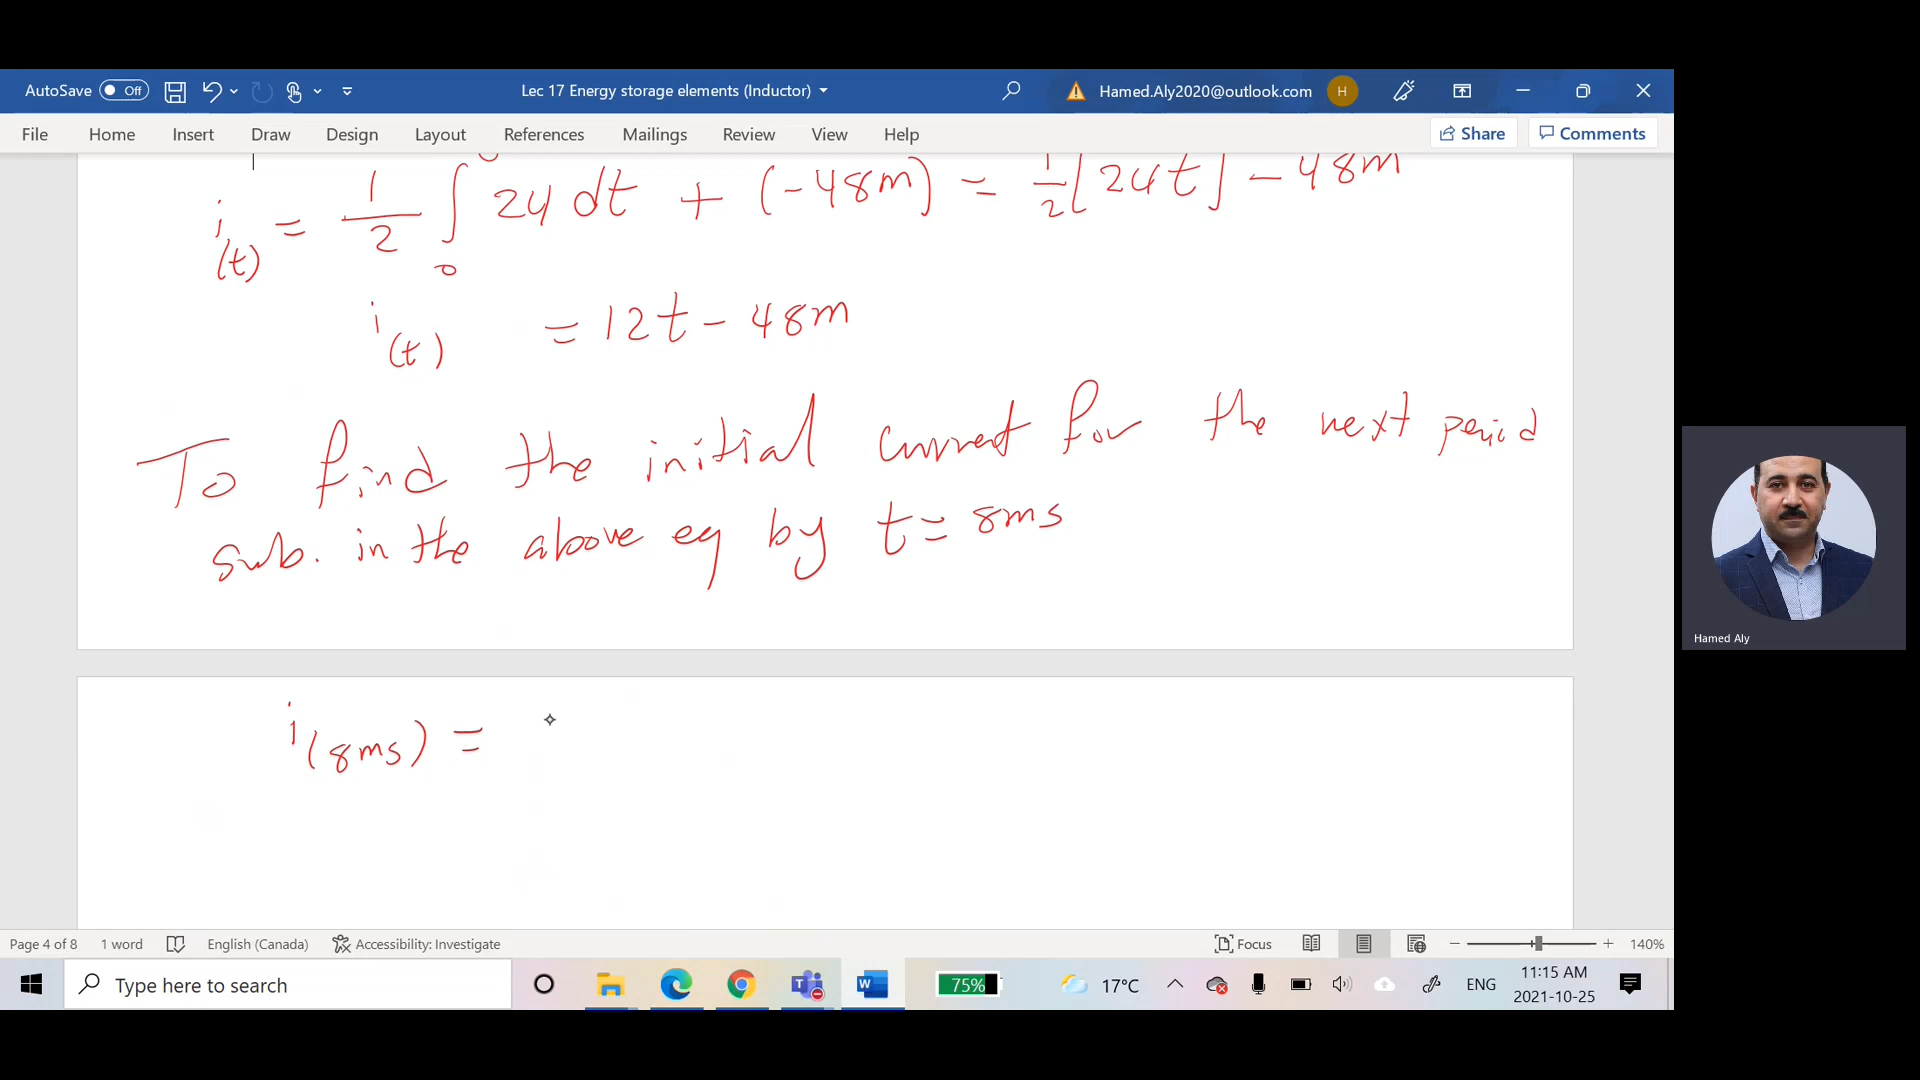 AutoSave Off
Lec 17 Energy storage elements (Inductor)
Hamed.Aly2020@outlook.com H
File Home Insert Draw Design Layout References Mailings Review View Help Share Comments
i(t) = 1/2 ∫ 24 dt + (-48m) = 1/2 [24t] - 48m
0
i(t) = 12t - 48m
To find the initial current for the next period
sub. in the above eq by t = 8ms
i(8ms) =
Hamed Aly
Page 4 of 8 1 word English (Canada) Accessibility: Investigate Focus 140%
Type here to search 75% 17°C ENG 11:15 AM
2021-10-25